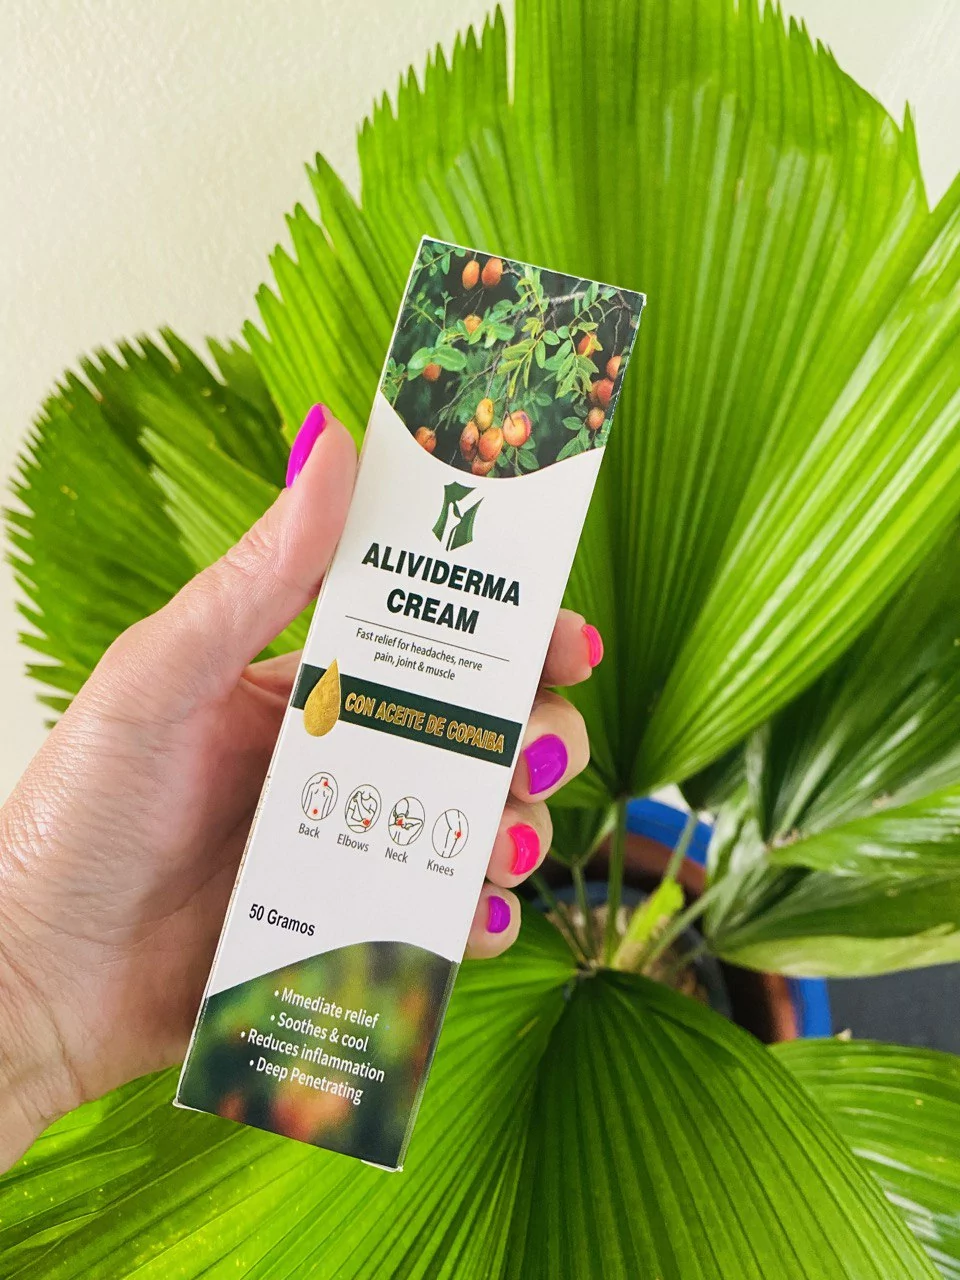 ALIVIDERMA
CREAM
Fast relief for headaches, nerve
pain, joint & muscle
CON ACEITE DE COPAIBA
Back
Elbows
Neck
Knees
50 Gramos
• Mmediate relief
• Soothes & cool
• Reduces inflammation
• Deep Penetrating